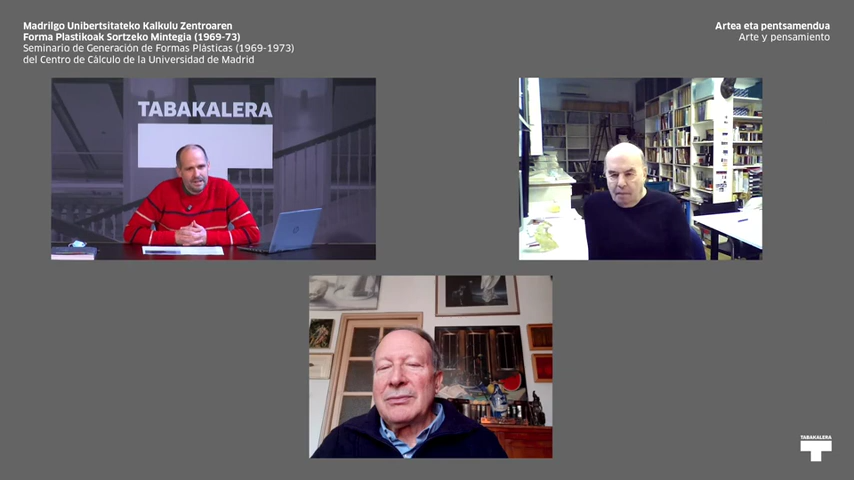 Madrilgo Unibertsitateko Kalkulu Zentroaren
Forma Plastikoak Sortzeko Mintegia (1969-73)
Seminario de Generación de Formas Plásticas (1969-1973)
del Centro de Cálculo de la Universidad de Madrid
Artea eta pentsamendua
Arte y pensamiento
TABAKALERA
TABAKALERA